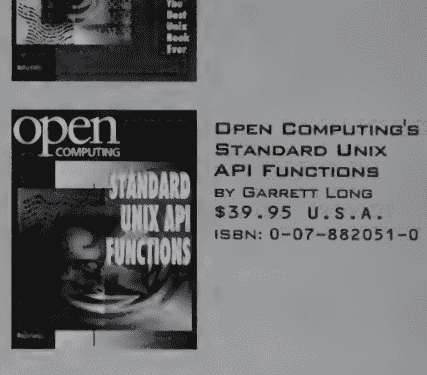 The
Best
Unix
Book
Ever
open
COMPUTING
STANDARD
UNIX API
FUNCTIONS
OPEN COMPUTING'S
STANDARD UNIX
API FUNCTIONS
BY GARRETT LONG
$39.95 U.S.A.
ISBN: 0-07-882051-0